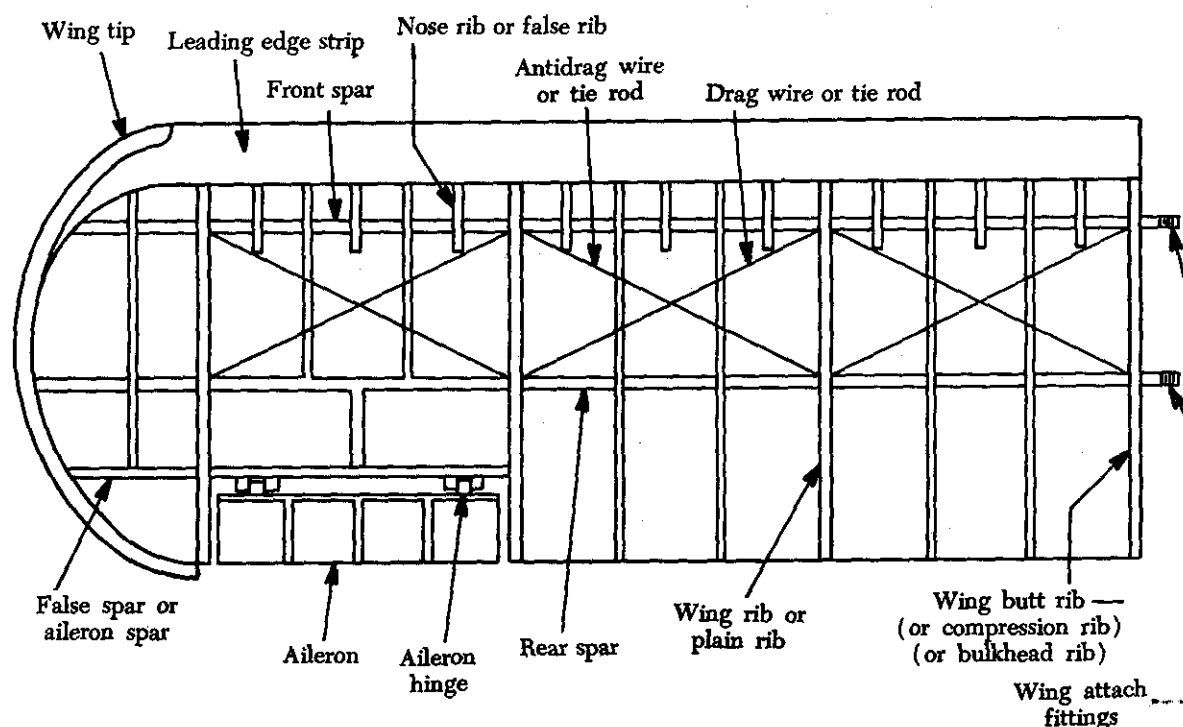 Wing tip
Leading edge strip
Nose rib or false rib
Front spar
Antidrag wire
or tie rod
Drag wire or tie rod
False spar or
aileron spar
Aileron
Aileron
hinge
Rear spar
Wing rib or
plain rib
Wing butt rib —
(or compression rib)
(or bulkhead rib)
Wing attach
fittings